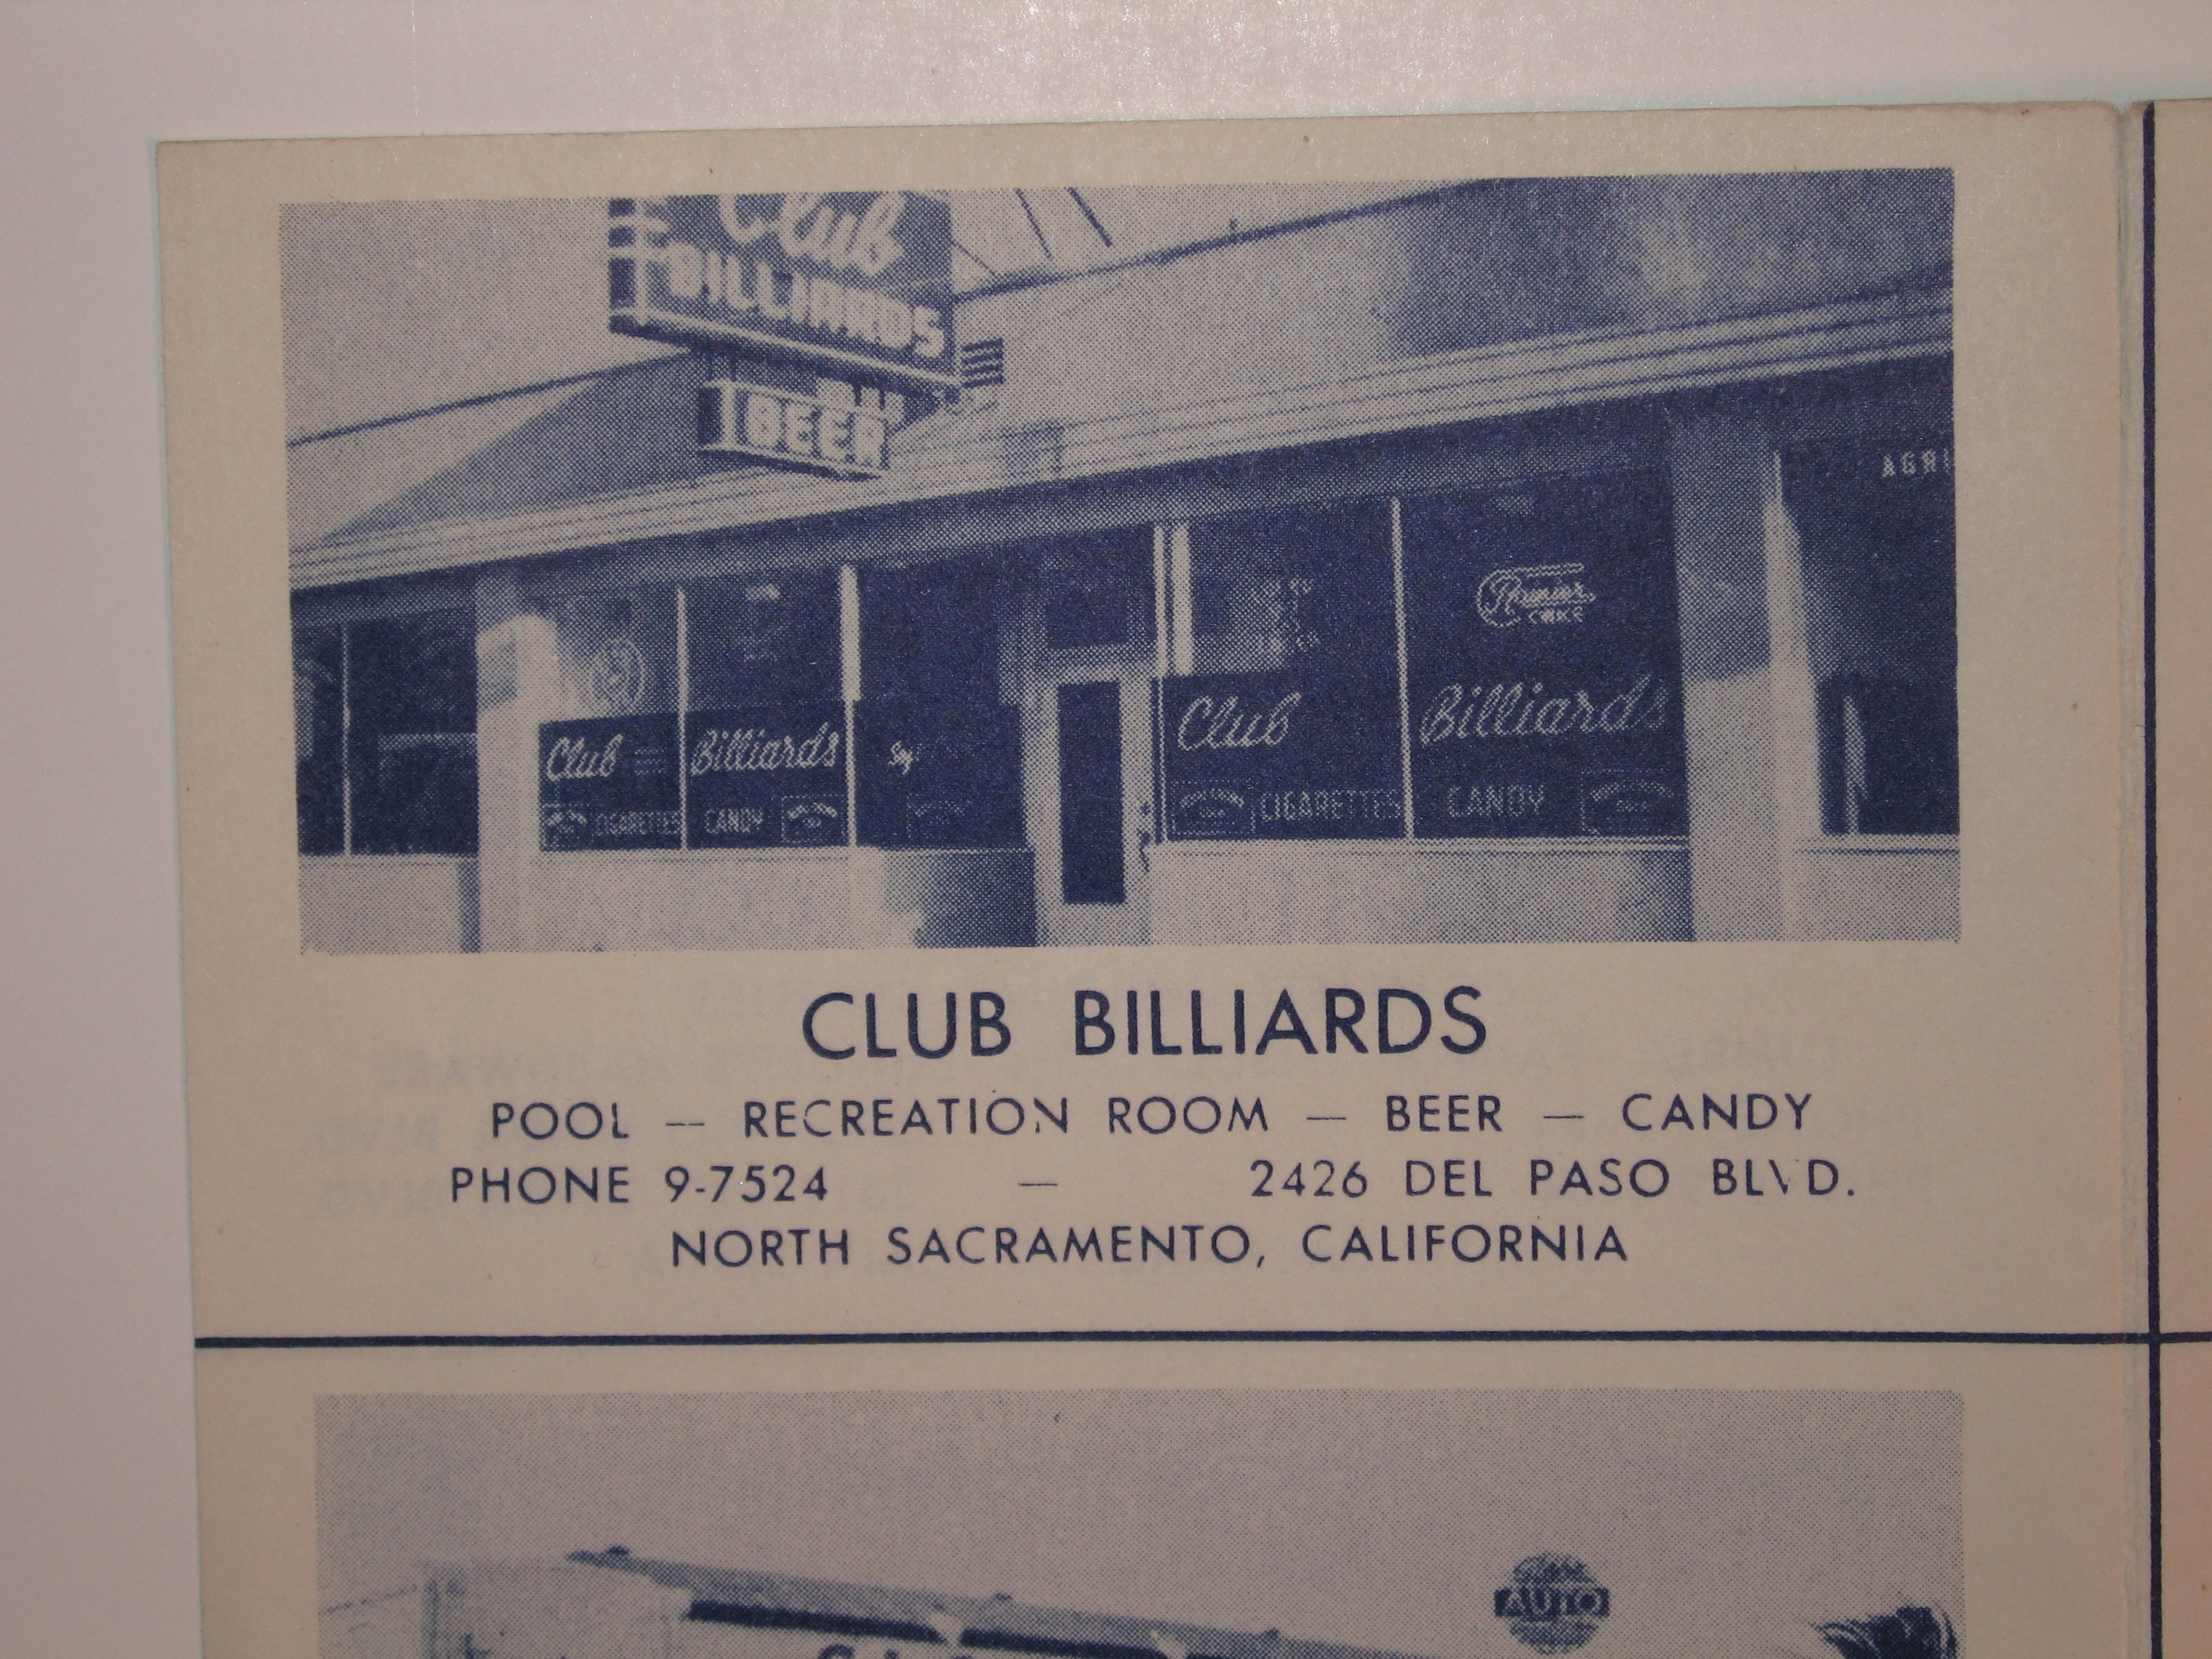 Club
BILLIARDS
BEER
AGRI
Club Billiards
CIGARETTES CANDY
Club Billiards
CIGARETTES CANDY
CLUB BILLIARDS
POOL — RECREATION ROOM — BEER — CANDY
PHONE 9-7524 — 2426 DEL PASO BLVD.
NORTH SACRAMENTO, CALIFORNIA
AUTO